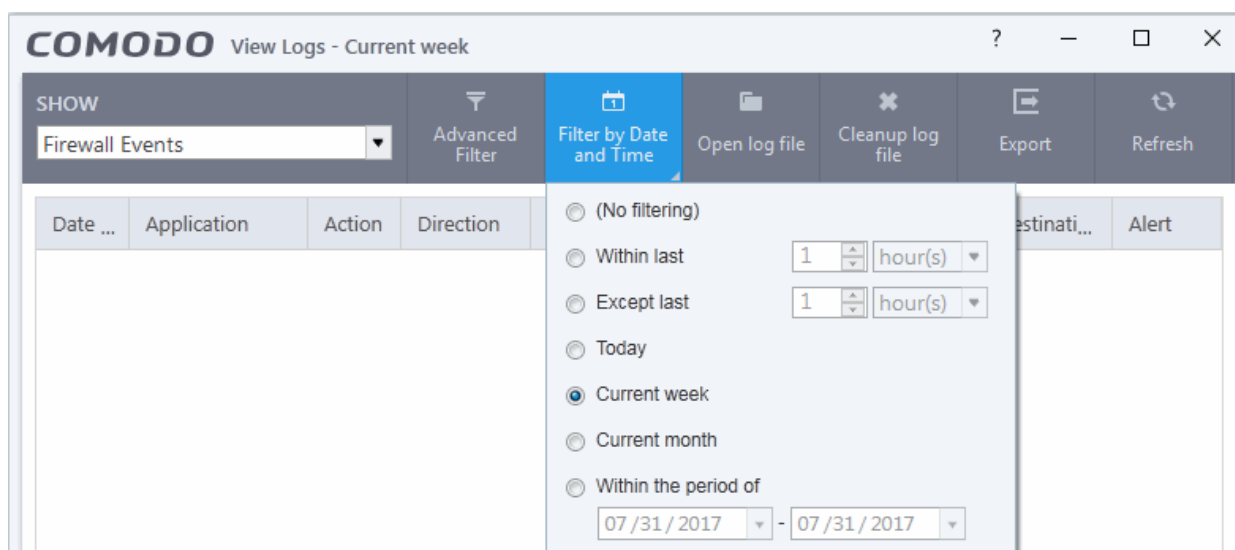 COMODO View Logs - Current week ?
SHOW
Firewall Events
Advanced
Filter
Filter by Date
and Time
Open log file
Cleanup log
file
Export
Refresh
Date ... Application Action Direction estinati... Alert
(No filtering)
Within last 1 hour(s)
Except last 1 hour(s)
Today
Current week
Current month
Within the period of
07/31/2017 - 07/31/2017